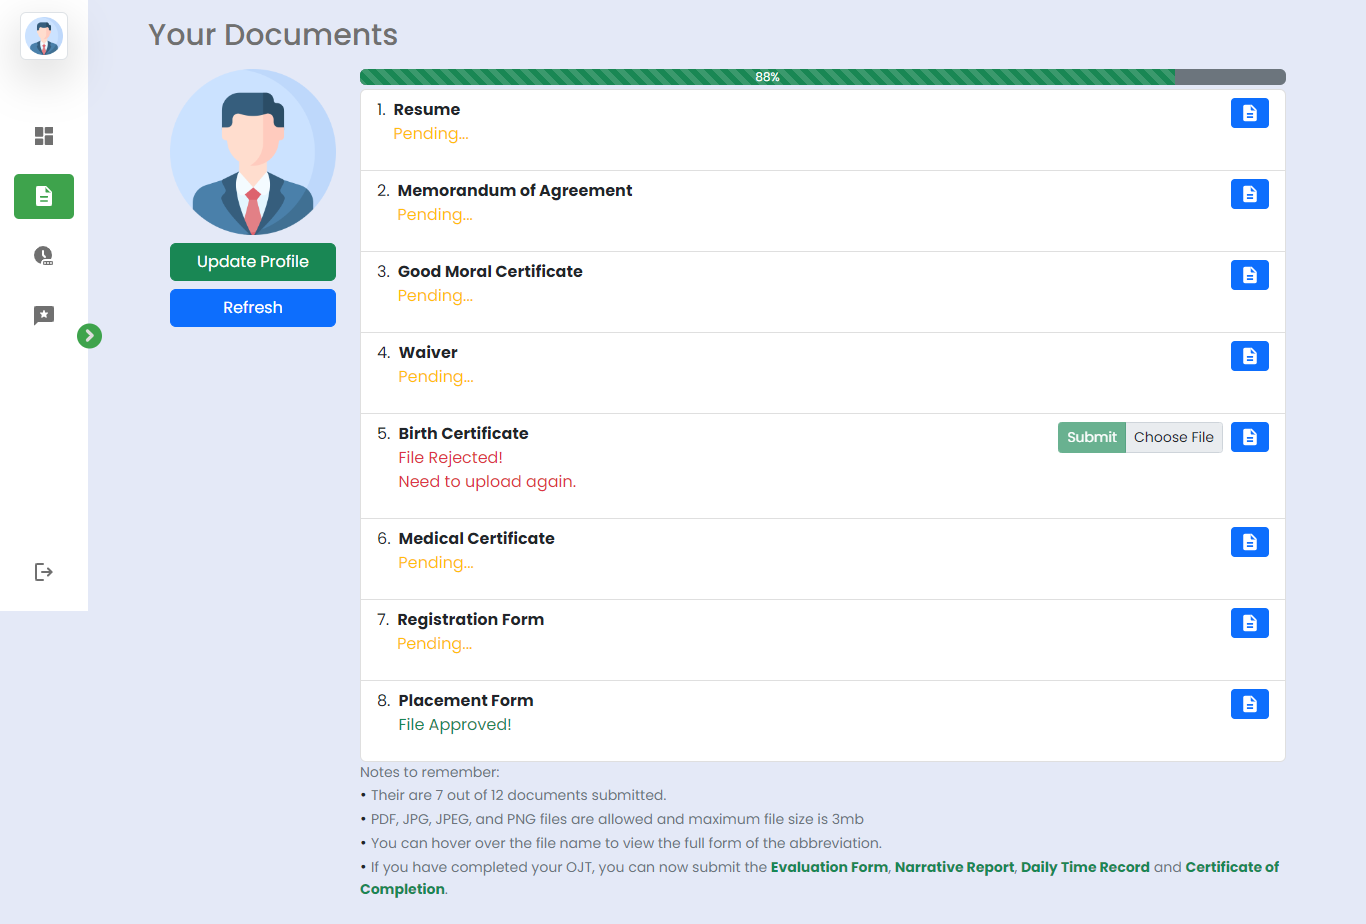 Your Documents
88%
Update Profile
Refresh
1. Resume
Pending...
2. Memorandum of Agreement
Pending...
3. Good Moral Certificate
Pending...
4. Waiver
Pending...
5. Birth Certificate
Submit Choose File
File Rejected!
Need to upload again.
6. Medical Certificate
Pending...
7. Registration Form
Pending...
8. Placement Form
File Approved!
Notes to remember:
• Their are 7 out of 12 documents submitted.
• PDF, JPG, JPEG, and PNG files are allowed and maximum file size is 3mb
• You can hover over the file name to view the full form of the abbreviation.
• If you have completed your OJT, you can now submit the Evaluation Form, Narrative Report, Daily Time Record and Certificate of
Completion.